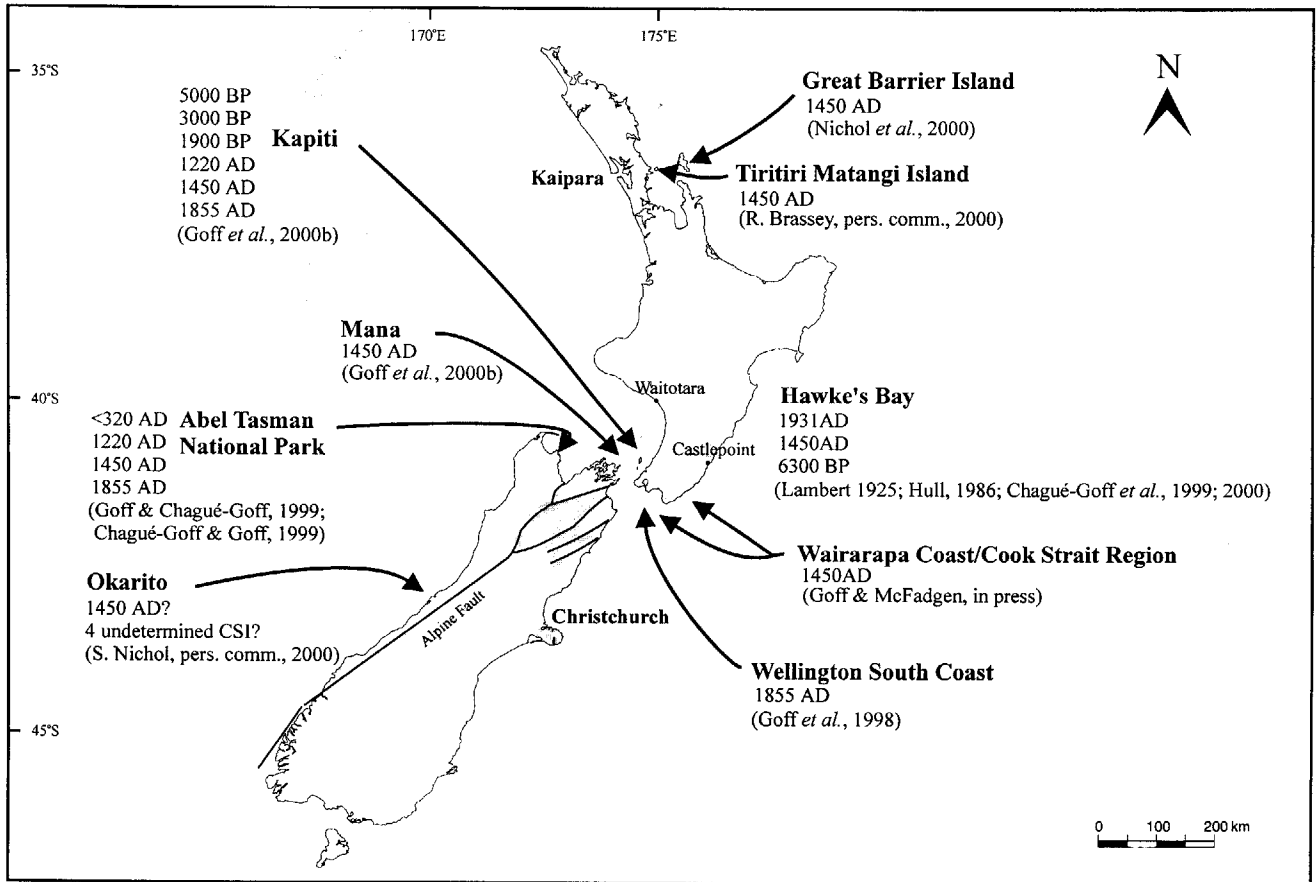 170°E
175°E
35°S
40°S
45°S
N
5000 BP
3000 BP
1900 BP
1220 AD
1450 AD
1855 AD
(Goff et al., 2000b)
Kapiti
Great Barrier Island
1450 AD
(Nichol et al., 2000)
Kaipara
Tiritiri Matangi Island
1450 AD
(R. Brassey, pers. comm., 2000)
Mana
1450 AD
(Goff et al., 2000b)
Waitotara
Castlepoint
Hawke's Bay
1931AD
1450AD
6300 BP
(Lambert 1925; Hull, 1986; Chagué-Goff et al., 1999; 2000)
<320 AD
1220 AD
1450 AD
1855 AD
Abel Tasman
National Park
(Goff & Chagué-Goff, 1999;
Chagué-Goff & Goff, 1999)
Wairarapa Coast/Cook Strait Region
1450AD
(Goff & McFadgen, in press)
Okarito
1450 AD?
4 undetermined CSI?
(S. Nichol, pers. comm., 2000)
Alpine Fault
Christchurch
Wellington South Coast
1855 AD
(Goff et al., 1998)
0 100 200 km